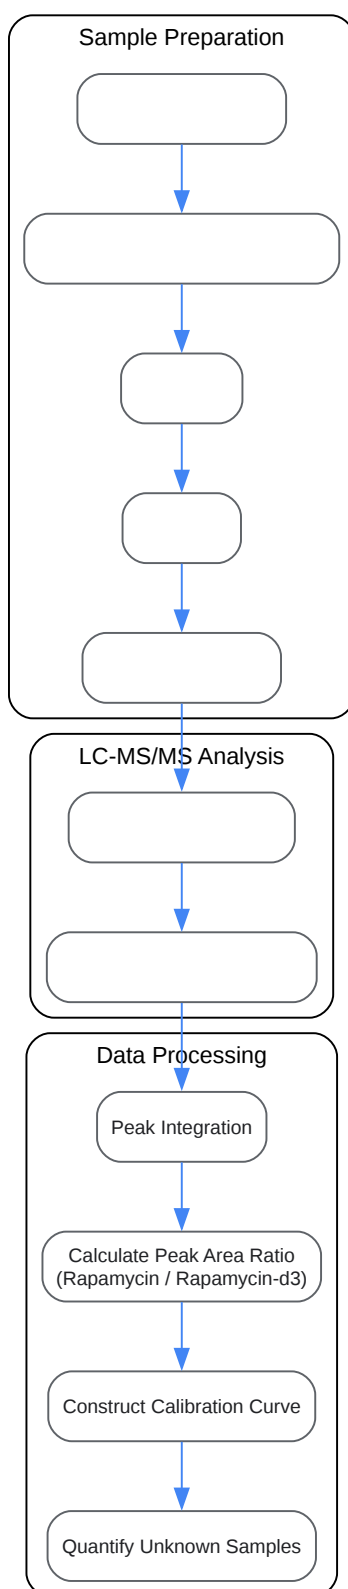 Sample Preparation
LC-MS/MS Analysis
Data Processing
Peak Integration
Calculate Peak Area Ratio
(Rapamycin / Rapamycin-d3)
Construct Calibration Curve
Quantify Unknown Samples